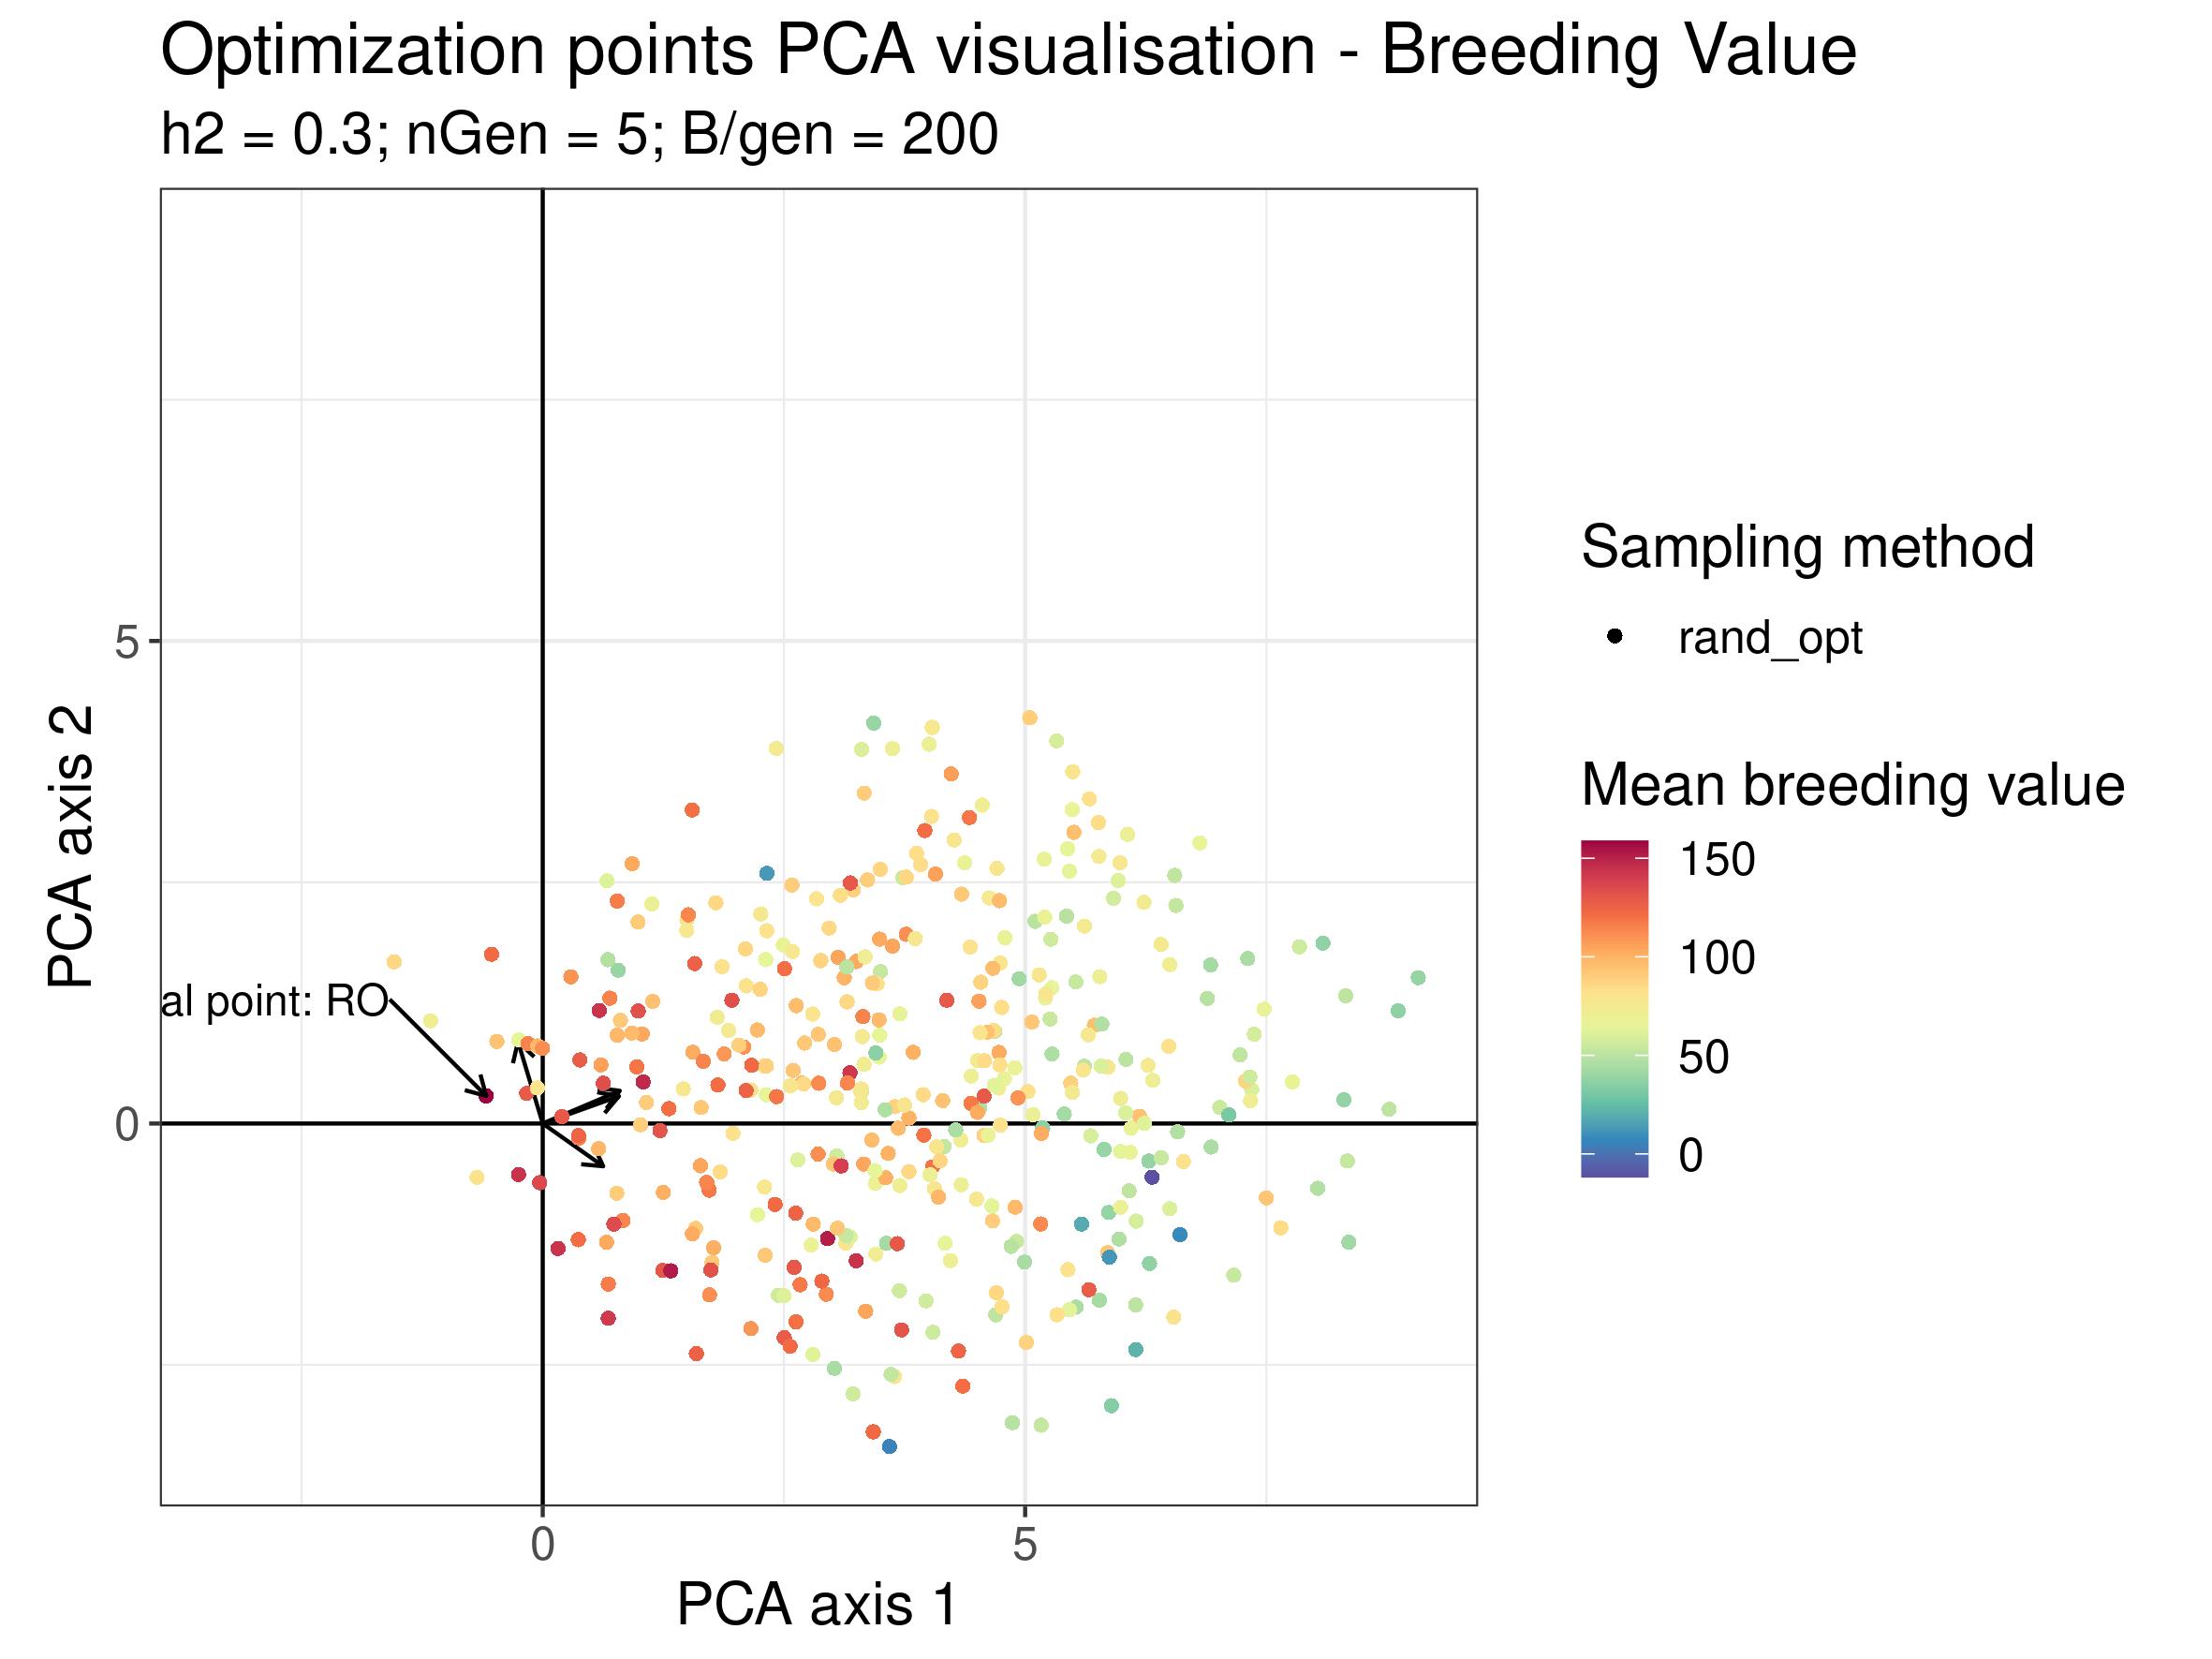 Optimization points PCA visualisation - Breeding Value
h2 = 0.3; nGen = 5; B/gen = 200
PCA axis 2
5
0
al point: RO
0
5
PCA axis 1
Sampling method
rand_opt
Mean breeding value
150
100
50
0